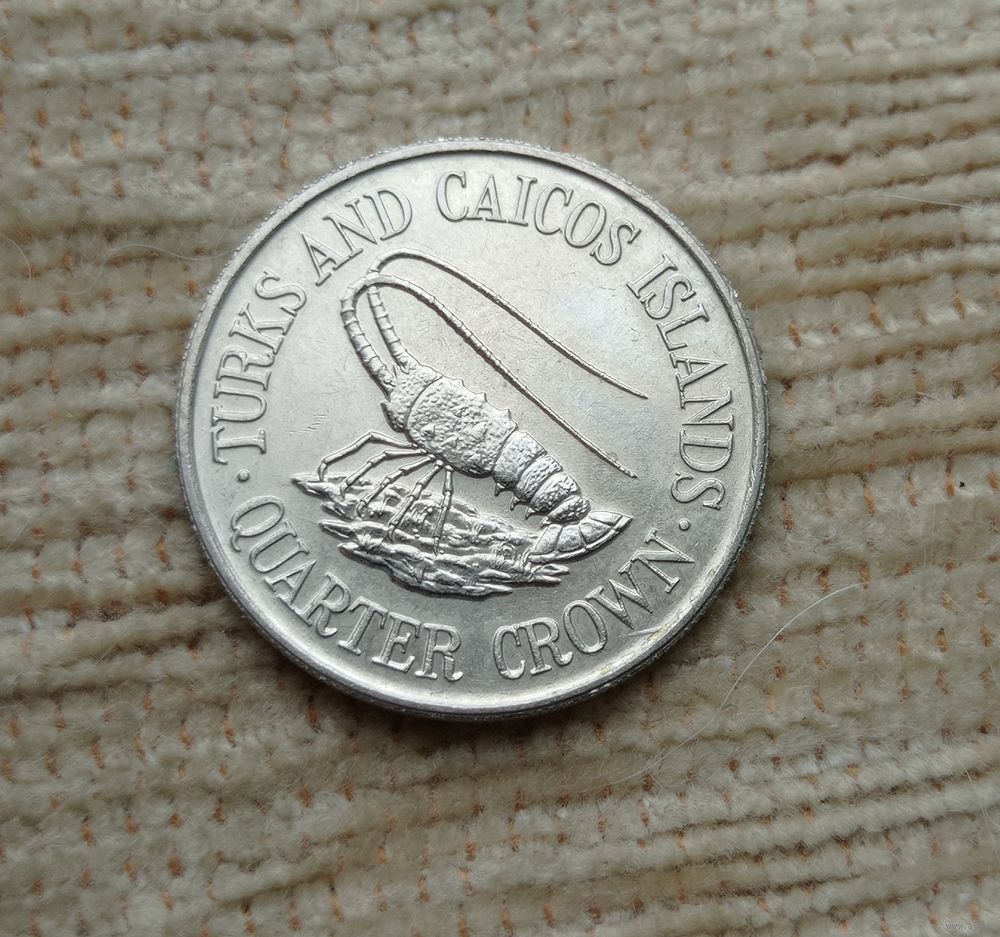 TURKS AND CAICOS ISLANDS
· QUARTER CROWN ·